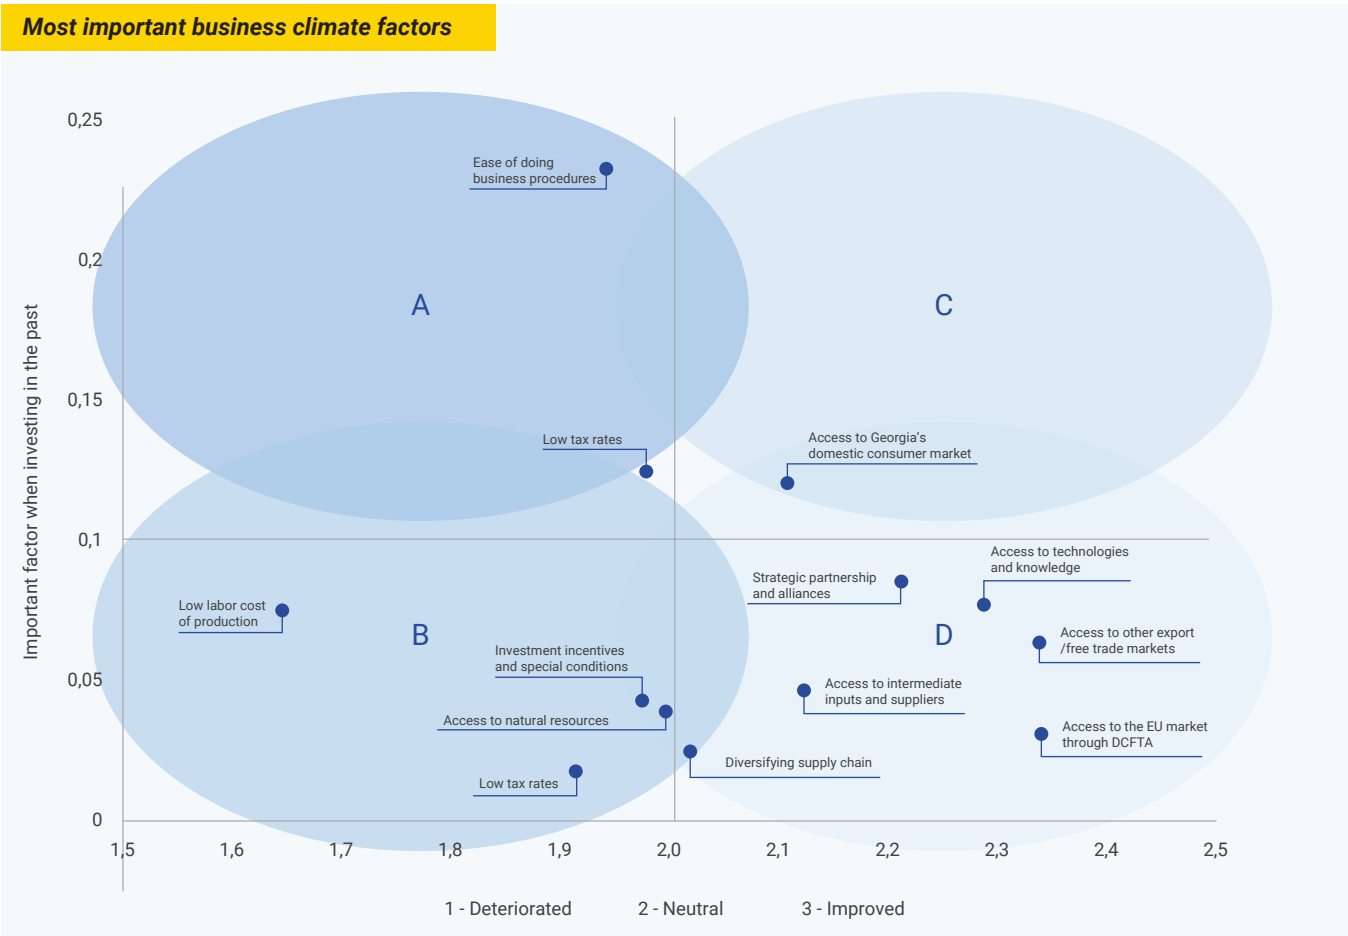 Most important business climate factors
0,25
0,2
0,15
0,1
0,05
0
Important factor when investing in the past
Ease of doing
business procedures
A
C
Low tax rates
Access to Georgia's
domestic consumer market
Low labor cost
of production
B
Investment incentives
and special conditions
Access to natural resources
Low tax rates
Strategic partnership
and alliances
Access to technologies
and knowledge
D
Access to other export
/free trade markets
Access to intermediate
inputs and suppliers
Access to the EU market
through DCFTA
Diversifying supply chain
1,5 1,6 1,7 1,8 1,9 2,0 2,1 2,2 2,3 2,4 2,5
1 - Deteriorated 2 - Neutral 3 - Improved